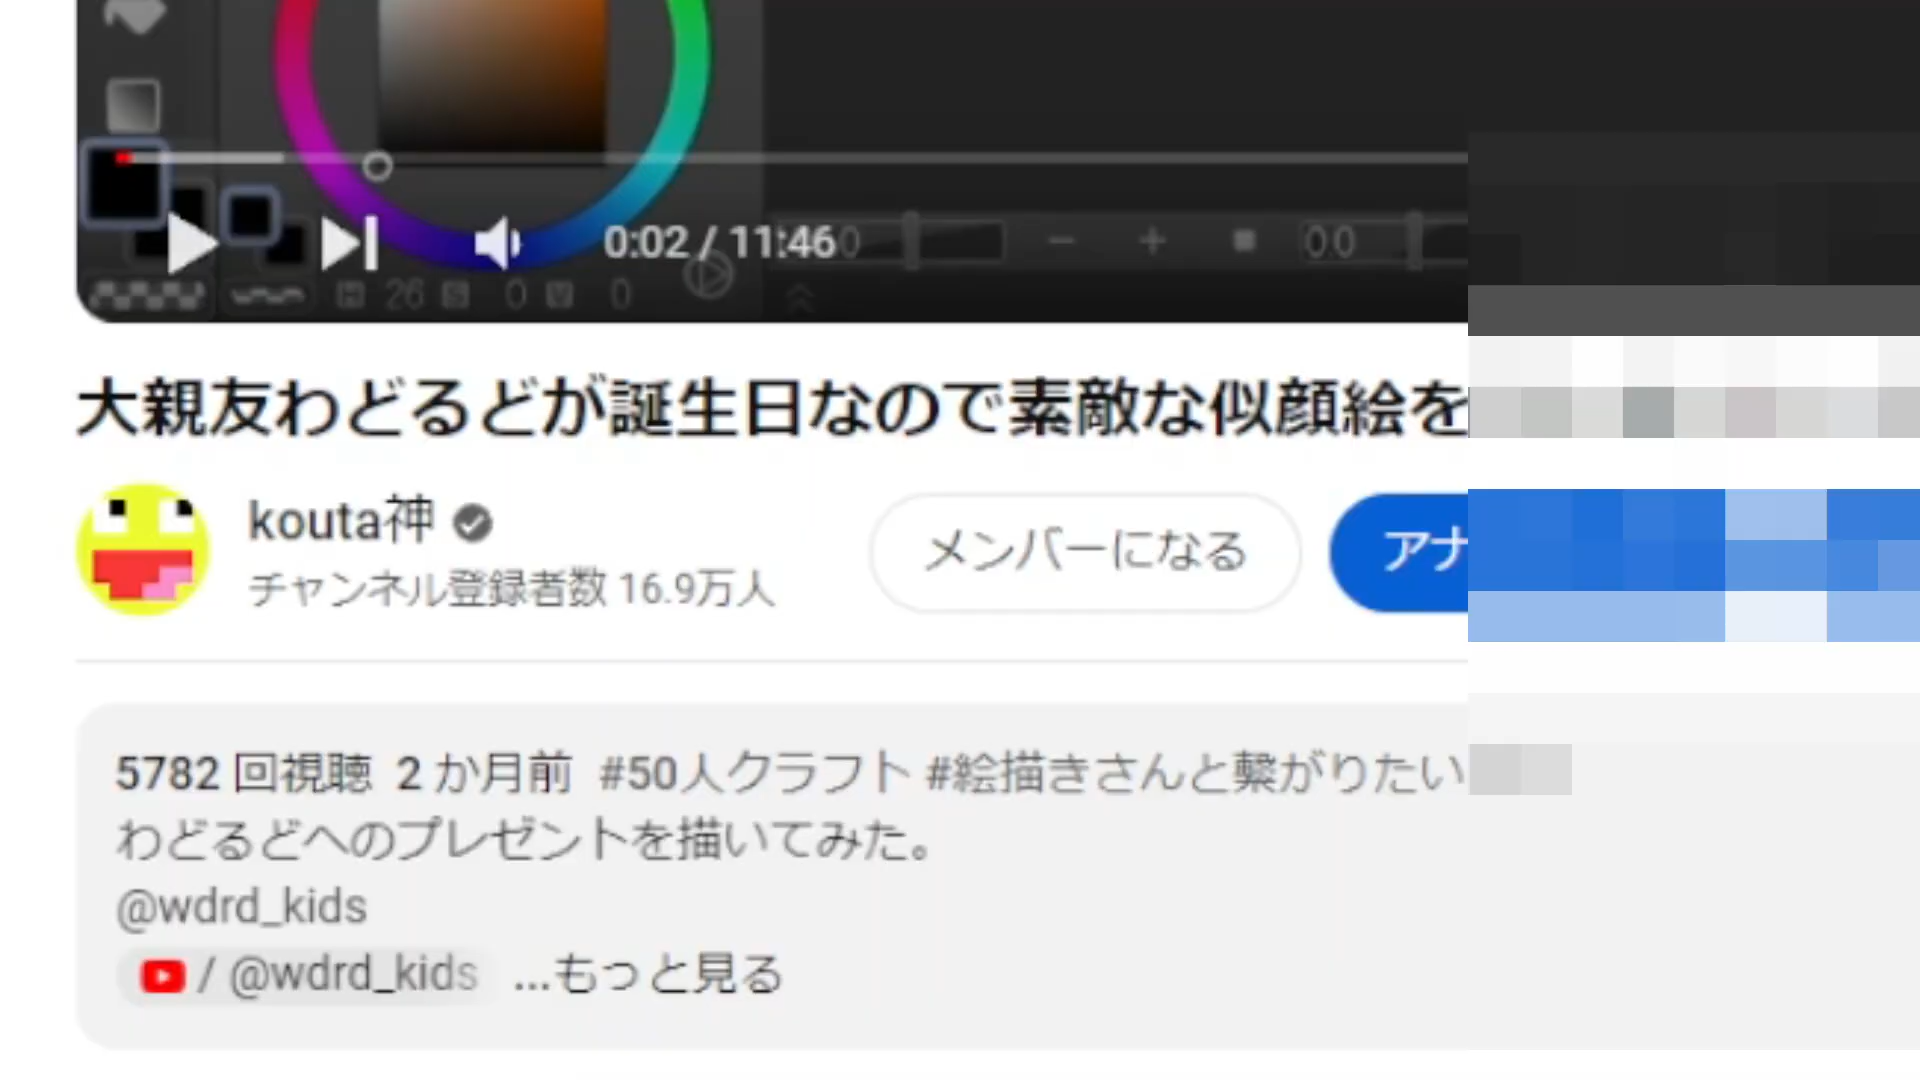 0:02 / 11:46
0.0
26 S 0 V 0
大親友わどるどが誕生日なので素敵な似顔絵を
kouta神
チャンネル登録者数 16.9万人
メンバーになる
アナ
5782 回視聴 2 か月前 #50人クラフト #絵描きさんと繋がりたい
わどるどへのプレゼントを描いてみた。
@wdrd_kids
/ @wdrd_kids ...もっと見る